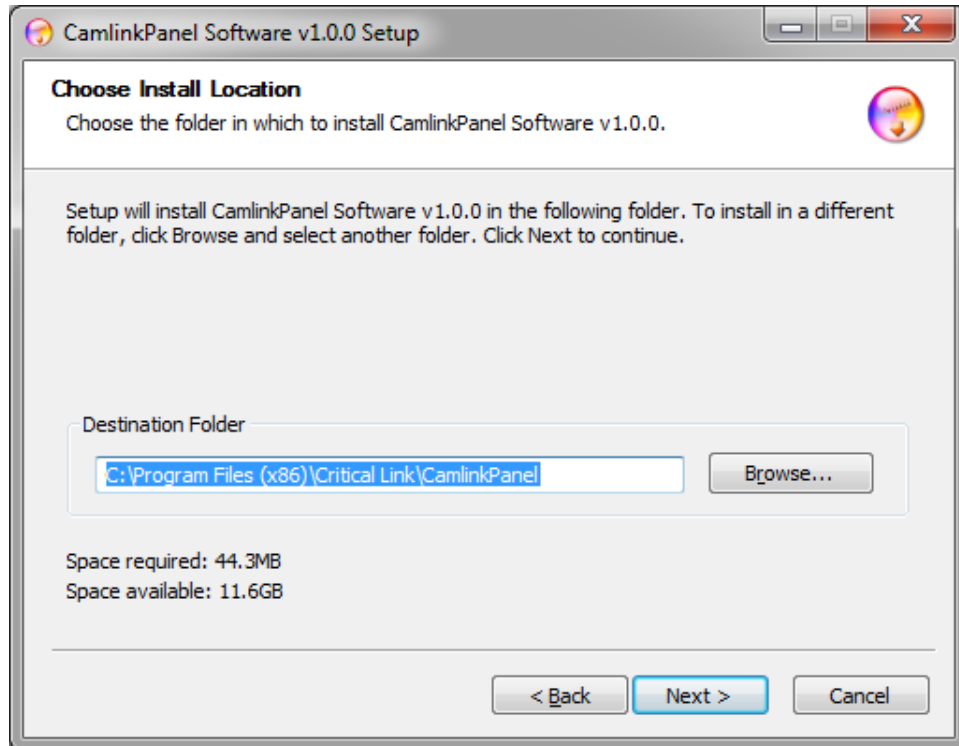 CamlinkPanel Software v1.0.0 Setup
Choose Install Location
Choose the folder in which to install CamlinkPanel Software v1.0.0.
Setup will install CamlinkPanel Software v1.0.0 in the following folder. To install in a different
folder, click Browse and select another folder. Click Next to continue.
Destination Folder
C:\Program Files (x86)\Critical Link\CamlinkPanel
Browse...
Space required: 44.3MB
Space available: 11.6GB
< Back
Next >
Cancel